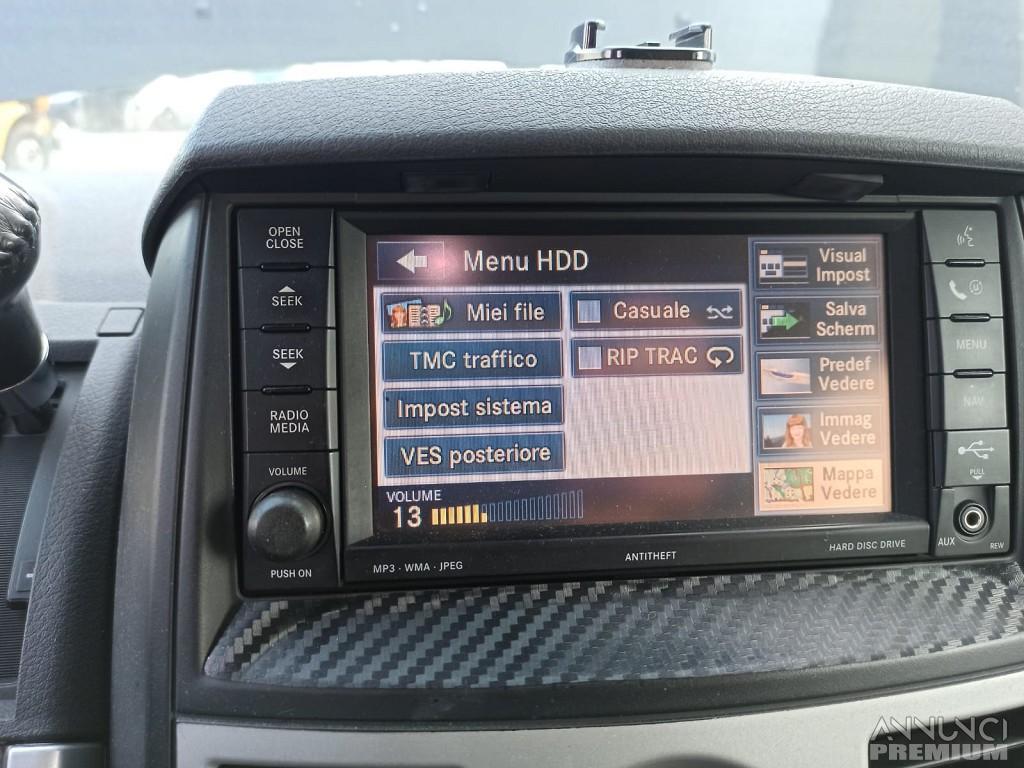 OPEN
CLOSE
SEEK
SEEK
RADIO
MEDIA
VOLUME
PUSH ON
Menu HDD
Miei file
Casuale
TMC traffico
RIP TRAC
Impost sistema
VES posteriore
VOLUME
13
Visual
Impost
Salva
Scherm
Predef
Vedere
Immag
Vedere
Mappa
Vedere
MENU
NAV
PULL
AUX
REW
MP3 · WMA · JPEG
ANTITHEFT
HARD DISC DRIVE
ANNUNCI
PREMIUM